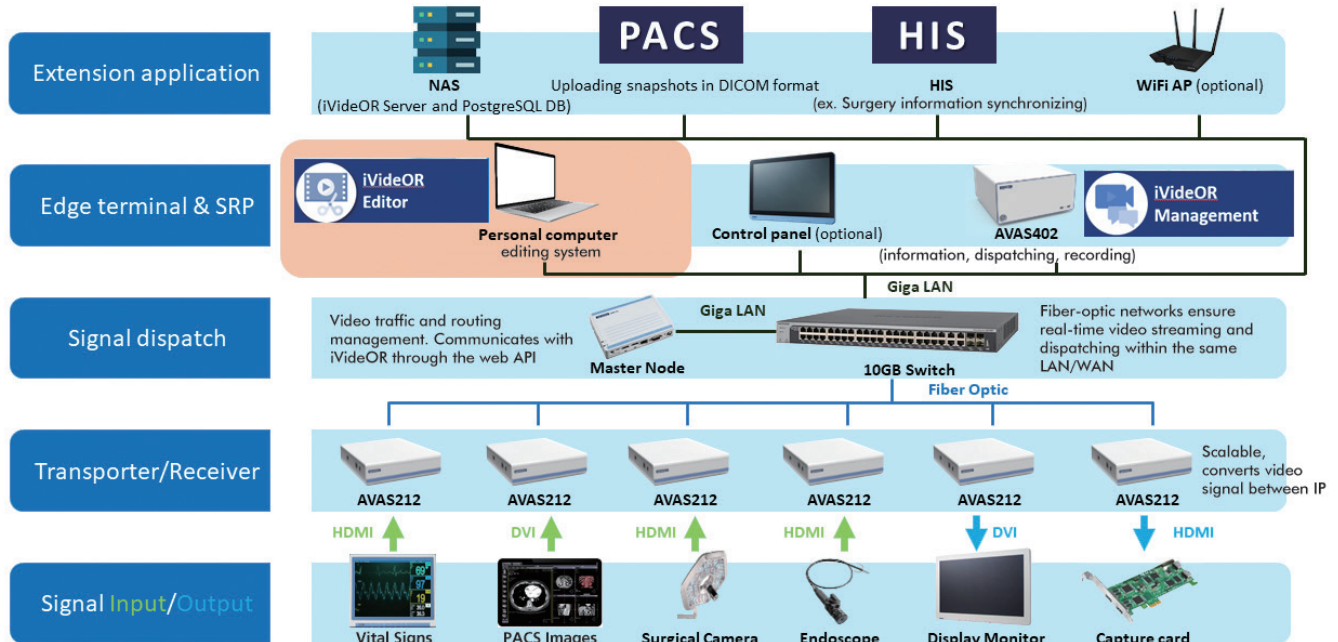 Extension application
PACS
HIS
NAS
(iVideOR Server and PostgreSQL DB)
Uploading snapshots in DICOM format
HIS
(ex. Surgery information synchronizing)
WiFi AP (optional)
Edge terminal & SRP
iVideOR
Editor
Personal computer
editing system
Control panel (optional)
AVAS402
(information, dispatching, recording)
iVideOR
Management
Giga LAN
Signal dispatch
Video traffic and routing
management. Communicates with
iVideOR through the web API
Giga LAN
Master Node
10GB Switch
Fiber-optic networks ensure
real-time video streaming and
dispatching within the same
LAN/WAN
Fiber Optic
Transporter/Receiver
AVAS212
AVAS212
AVAS212
AVAS212
AVAS212
AVAS212
Scalable,
converts video
signal between IP
HDMI
DVI
HDMI
HDMI
DVI
HDMI
Signal Input/Output
69
97
19
Vital Signs
PACS Images
Surgical Camera
Endoscope
Display Monitor
Capture card